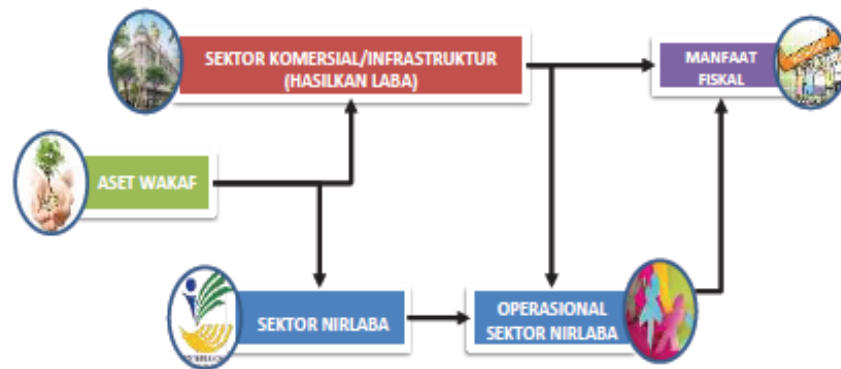 SEKTOR KOMERSIAL/INFRASTRUKTUR
(HASILKAN LABA)
MANFAAT
FISKAL
ASET WAKAF
SEKTOR NIRLABA
OPERASIONAL
SEKTOR NIRLABA